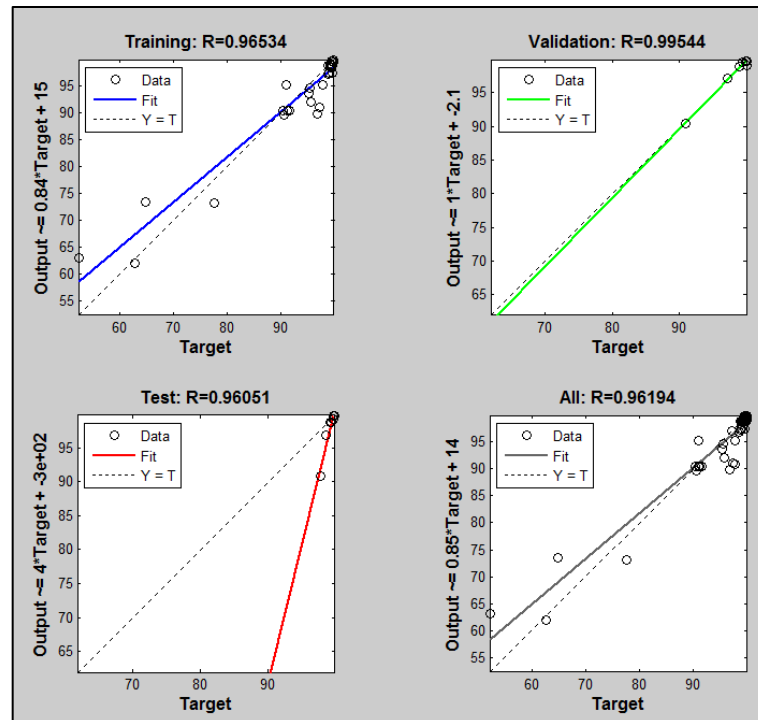 Training: R=0.96534
Output ~= 0.84*Target + 15
95
90
85
80
75
70
65
60
55
Data
Fit
Y = T
60
70
80
90
Target
Validation: R=0.99544
Output ~= 1*Target + -2.1
95
90
85
80
75
70
65
Data
Fit
Y = T
70
80
90
Target
Test: R=0.96051
Output ~= 4*Target + -3e+02
95
90
85
80
75
70
65
Data
Fit
Y = T
70
80
90
Target
All: R=0.96194
Output ~= 0.85*Target + 14
95
90
85
80
75
70
65
60
55
Data
Fit
Y = T
60
70
80
90
Target